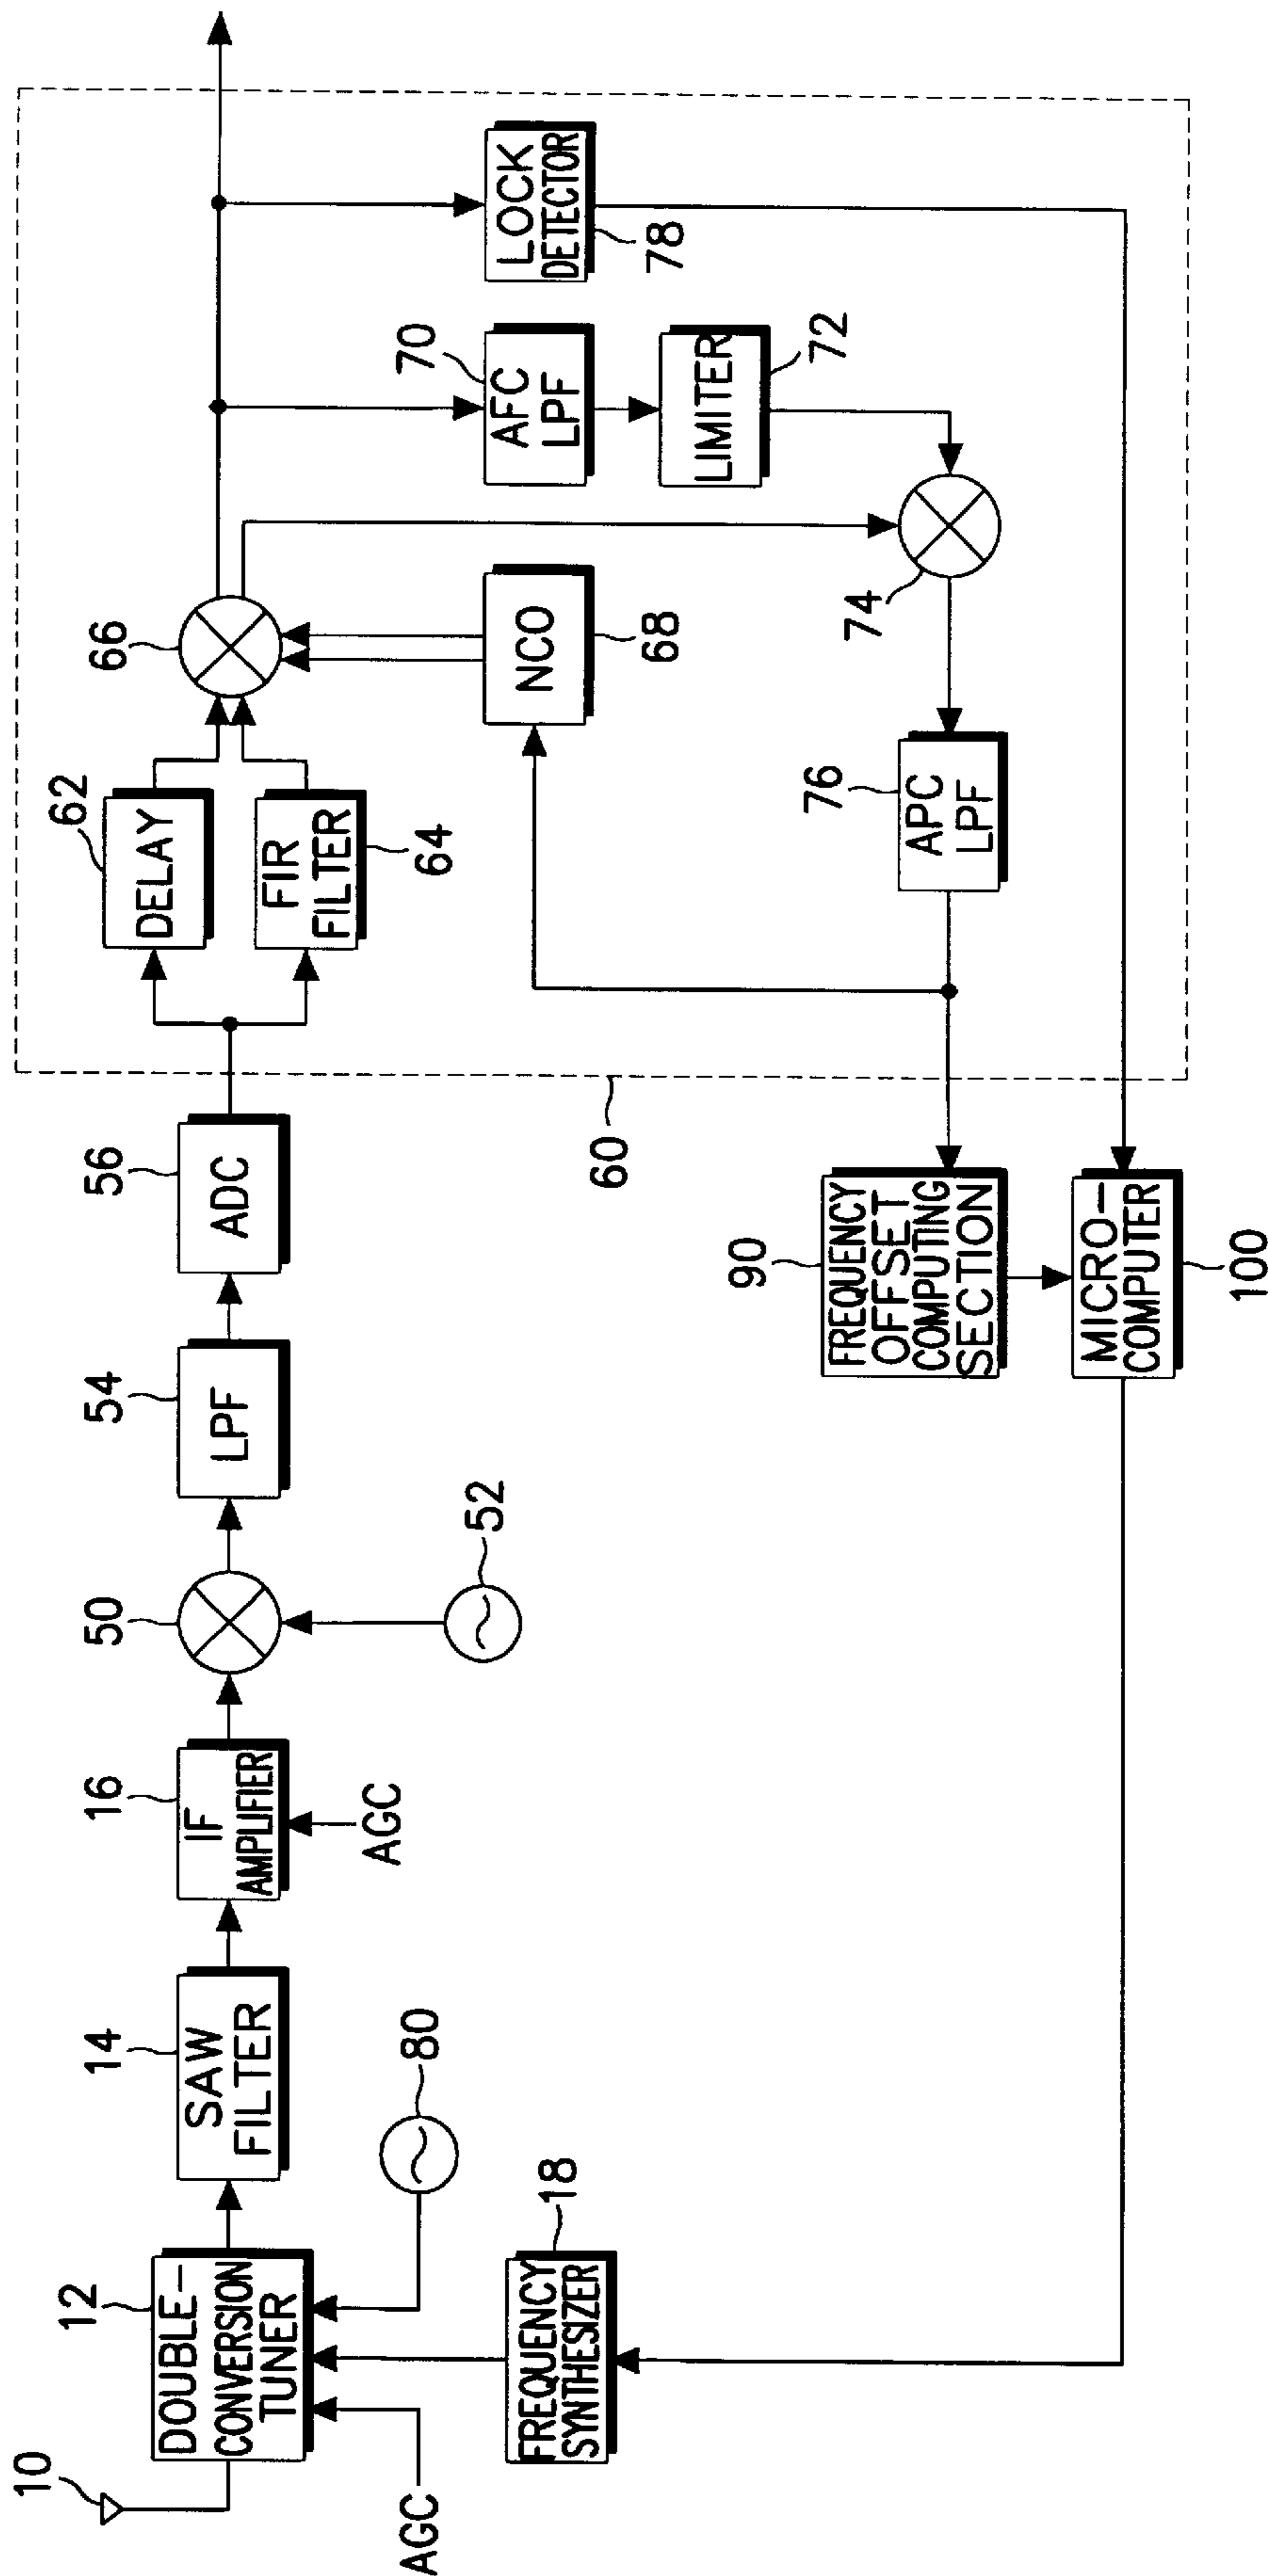 10
12
DOUBLE-
CONVERSION
TUNER
AGC
80
18
FREQUENCY
SYNTHESIZER
14
SAW
FILTER
16
IF
AMPLIFIER
AGC
50
52
54
LPF
56
ADC
60
62
DELAY
FIR
FILTER
64
66
NCO
68
70
AFC
LPF
LIMITER
72
74
76
APC
LPF
LOCK
DETECTOR
78
90
FREQUENCY
OFFSET
COMPUTING
SECTION
MICRO-
COMPUTER
100